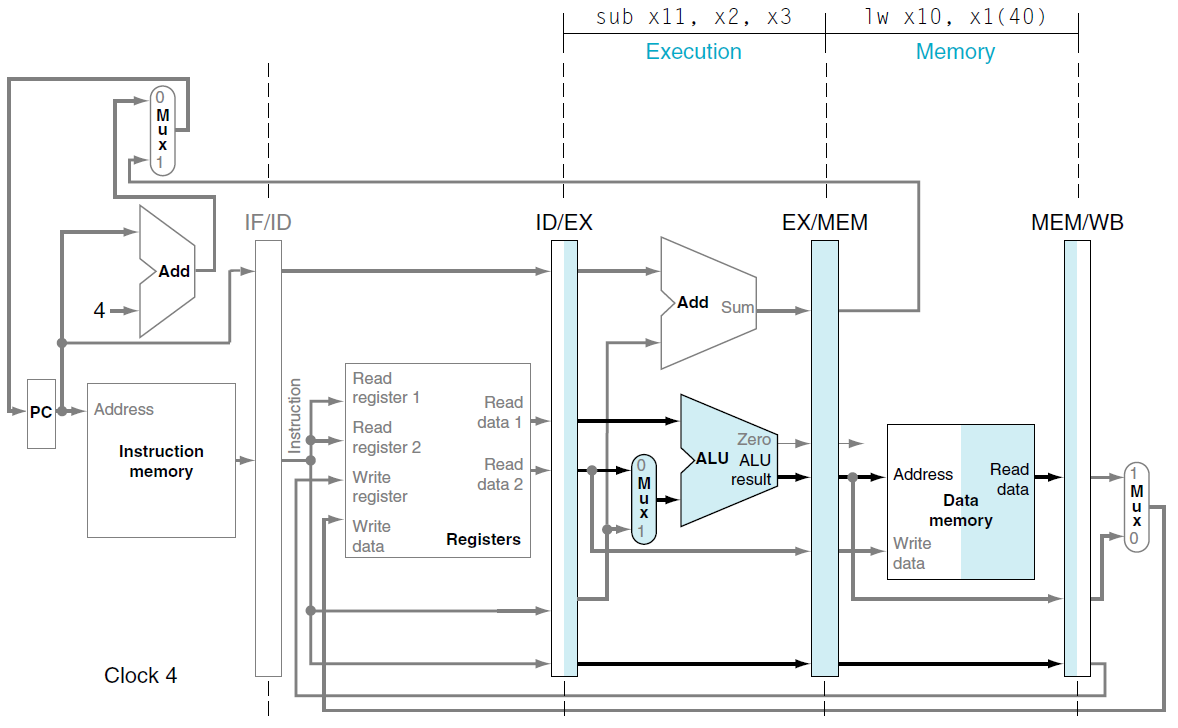 sub x11, x2, x3
lw x10, x1(40)
Execution
Memory
0
M
u
x
1
IF/ID
ID/EX
EX/MEM
MEM/WB
Add
4
Add
Sum
PC
Address
Instruction
memory
Instruction
Read
register 1
Read
register 2
Write
register
Write
data
Read
data 1
Read
data 2
Registers
0
M
u
x
1
Zero
ALU
ALU
result
Address
Read
data
Data
memory
Write
data
1
M
u
x
0
Clock 4